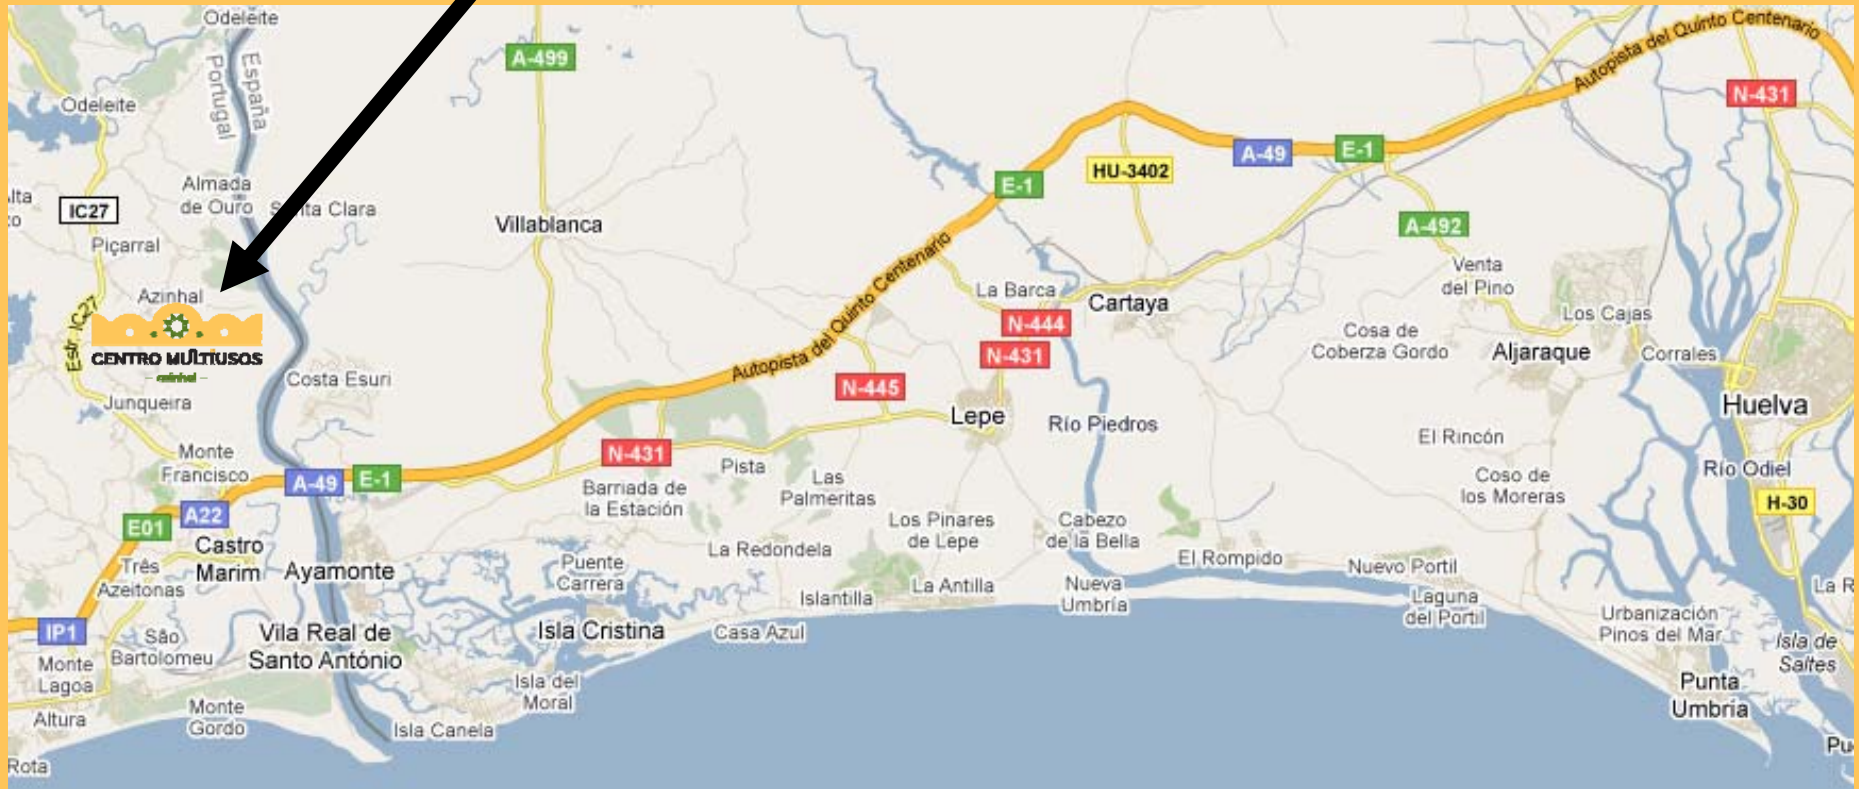 Odeleite
Autopista del Quinto Centenario
A-499
España
Portugal
Odeleite
N-431
A-49
E-1
HU-3402
E-1
Almada
de Ouro
Santa Clara
IC27
Villablanca
A-492
Piçarral
Venta
del Pino
Azinhal
La Barca
Cartaya
Estr. IC27
CENTRO MULTIUSOS
azinhal
N-444
Los Cajas
Cosa de
Coberza Gordo
Aljaraque
Corrales
N-431
Autopista del Quinto Centenario
Costa Esuri
N-445
Junqueira
Lepe
Río Piedros
Huelva
El Rincón
Monte
Francisco
N-431
Pista
Las
Palmeritas
Coso de
los Moreras
Río Odiel
A-49
E-1
Barriada de
la Estación
H-30
A22
E01
Castro
Marim
Los Pinares
de Lepe
Cabezo
de la Bella
La Redondela
Puente
Carrera
El Rompido
Nuevo Portil
Três
Azeitonas
Ayamonte
Islantilla
La Antilla
Nueva
Umbría
Laguna
del Portil
La R
Urbanización
Pinos del Mar
IP1
São
Bartolomeu
Vila Real de
Santo António
Isla Cristina
Casa Azul
Isla de
Saltes
Monte
Lagoa
Isla del
Moral
Punta
Umbría
Altura
Monte
Gordo
Isla Canela
Pu
Rota